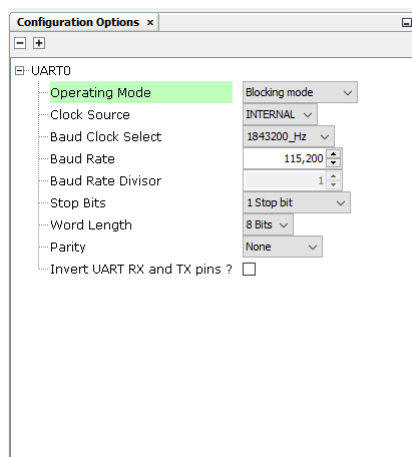 Configuration Options ×
UART0
Operating Mode Blocking mode
Clock Source INTERNAL
Baud Clock Select 1843200_Hz
Baud Rate 115,200
Baud Rate Divisor 1
Stop Bits 1 Stop bit
Word Length 8 Bits
Parity None
Invert UART RX and TX pins ?